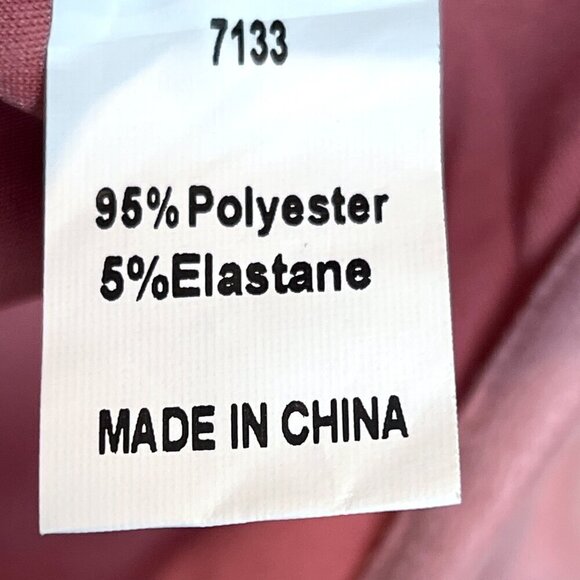 7133
95% Polyester
5%Elastane
MADE IN CHINA